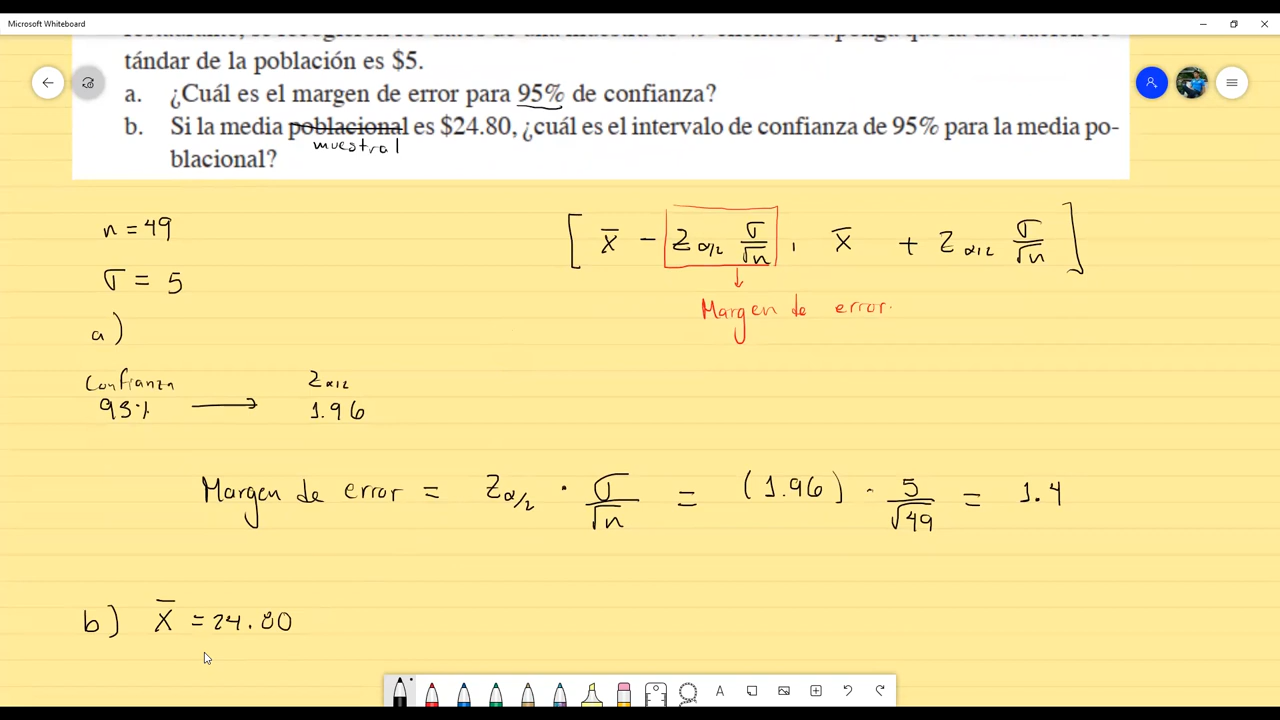 Microsoft Whiteboard
tándar de la población es $5.
a. ¿Cuál es el margen de error para 95% de confianza?
b. Si la media poblacional es $24.80, ¿cuál es el intervalo de confianza de 95% para la media po-
muestral
blacional?
n = 49
[ x̄ - Z α/2 σ/√n , x̄ + Z α/2 σ/√n ]
σ = 5
Margen de error.
a)
Confianza Z α/2
95% → 1.96
Margen de error = Z α/2 · σ/√n = (1.96) · 5/√49 = 1.4
b) x̄ = 24.80